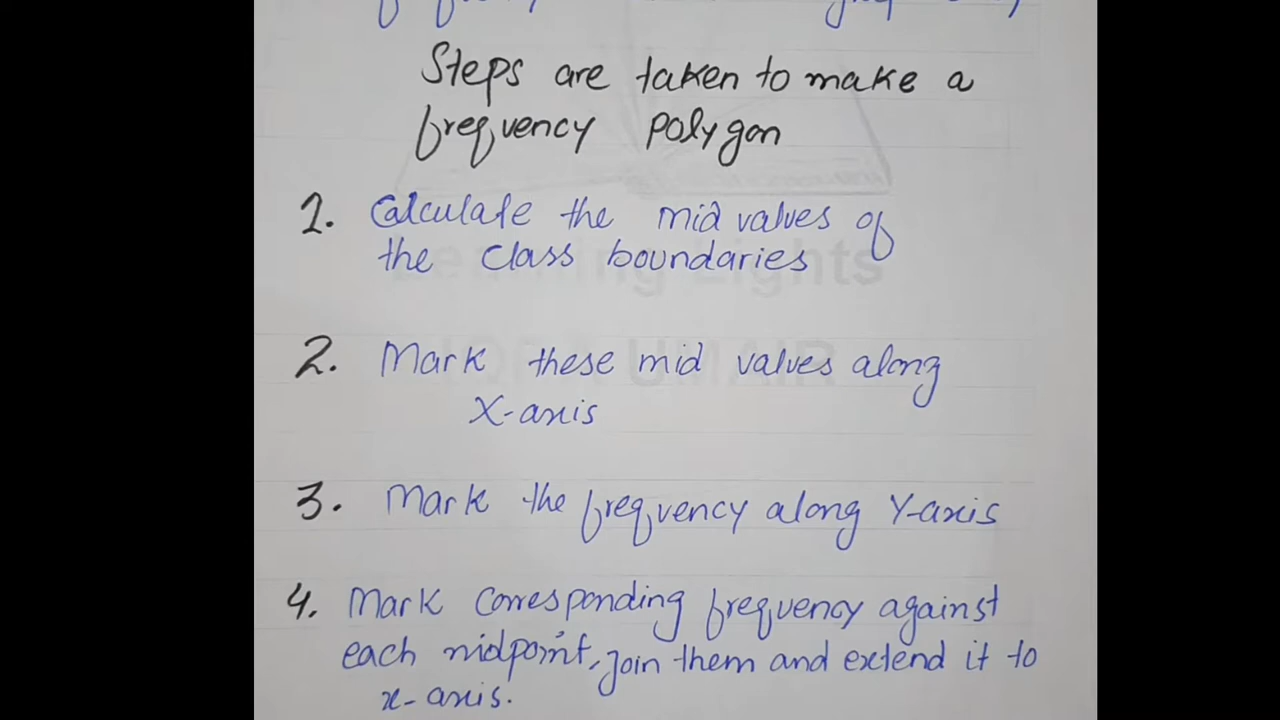 Steps are taken to make a
frequency polygon
1. Calculate the mid values of
the class boundaries
2. Mark these mid values along
X-axis
3. Mark the frequency along Y-axis
4. Mark corresponding frequency against
each midpoint, join them and extend it to
x-axis.